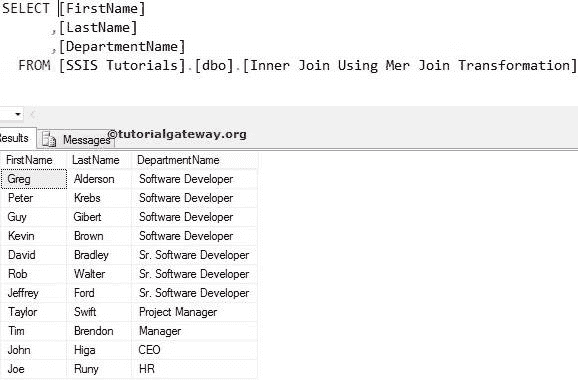 SELECT [FirstName]
,[LastName]
,[DepartmentName]
FROM [SSIS Tutorials].[dbo].[Inner Join Using Mer Join Transformation]
Results Messages ©tutorialgateway.org
FirstName LastName DepartmentName
Greg Alderson Software Developer
Peter Krebs Software Developer
Guy Gibert Software Developer
Kevin Brown Software Developer
David Bradley Sr. Software Developer
Rob Walter Sr. Software Developer
Jeffrey Ford Sr. Software Developer
Taylor Swift Project Manager
Tim Brendon Manager
John Higa CEO
Joe Runy HR